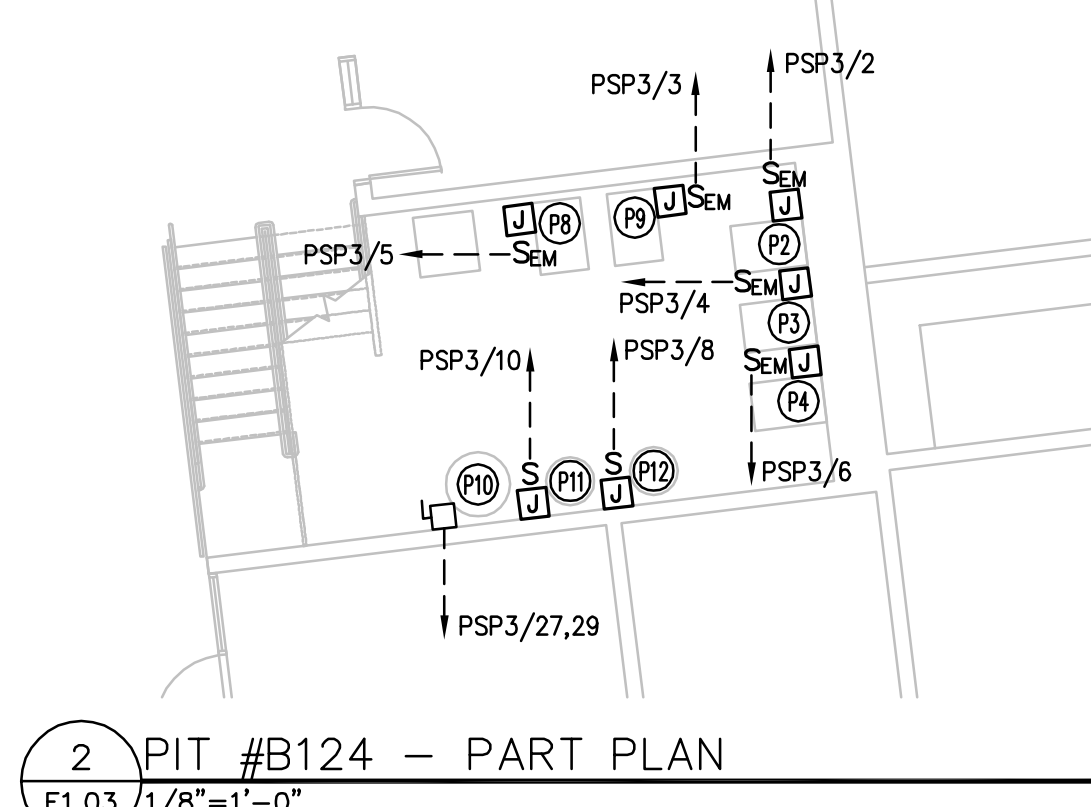 PSP3/2
PSP3/3
SEM
J
SEM
J
P9
J
P8
P2
PSP3/5
SEM
SEM
J
PSP3/4
P3
PSP3/10
PSP3/8
SEM
J
P4
P10
S
P11
S
P12
PSP3/6
J
J
PSP3/27,29
2
PIT #B124 – PART PLAN
E1.03
1/8"=1'-0"